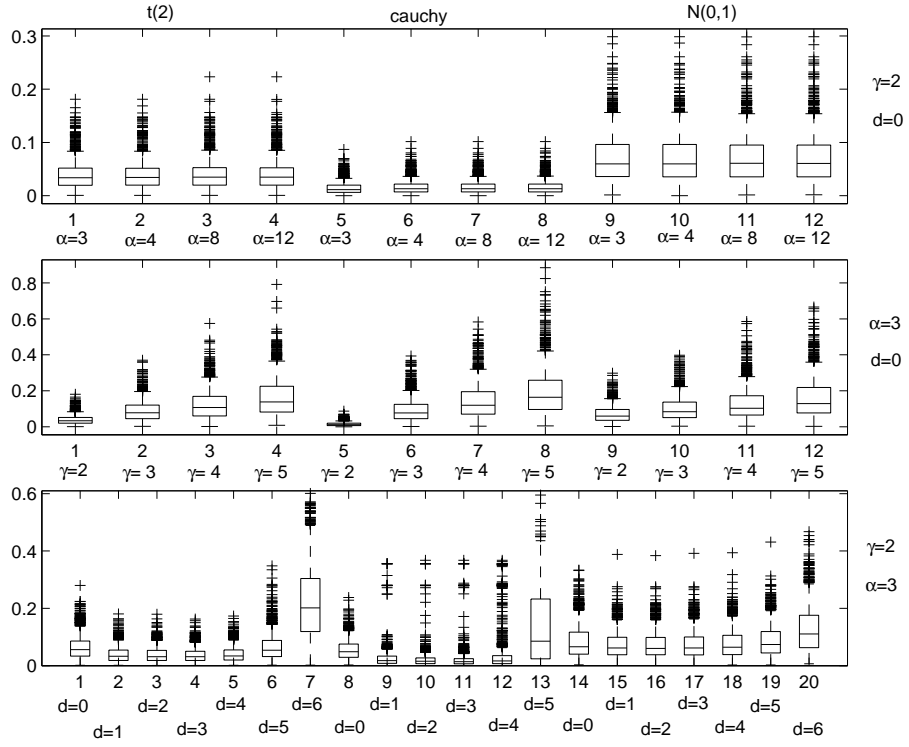 t(2) cauchy N(0,1)
0.3
0.2
0.1
0
γ=2
d=0
1 2 3 4 5 6 7 8 9 10 11 12
α=3 α=4 α=8 α=12 α=3 α= 4 α= 8 α= 12 α= 3 α= 4 α= 8 α= 12
0.8
0.6
0.4
0.2
0
α=3
d=0
1 2 3 4 5 6 7 8 9 10 11 12
γ=2 γ= 3 γ= 4 γ= 5 γ= 2 γ= 3 γ= 4 γ= 5 γ= 2 γ= 3 γ= 4 γ= 5
0.6
0.4
0.2
0
γ=2
α=3
1 2 3 4 5 6 7 8 9 10 11 12 13 14 15 16 17 18 19 20
d=0 d=2 d=4 d=6 d=1 d=3 d=5 d=1 d=3 d=5
d=1 d=3 d=5 d=0 d=2 d=4 d=0 d=2 d=4 d=6